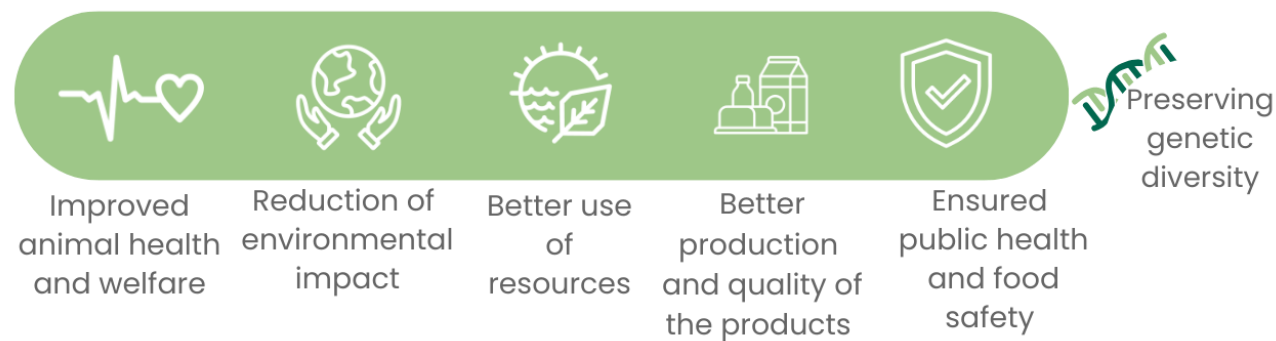 Improved
animal health
and welfare
Reduction of
environmental
impact
Better use
of
resources
Better
production
and quality of
the products
Ensured
public health
and food
safety
Preserving
genetic
diversity